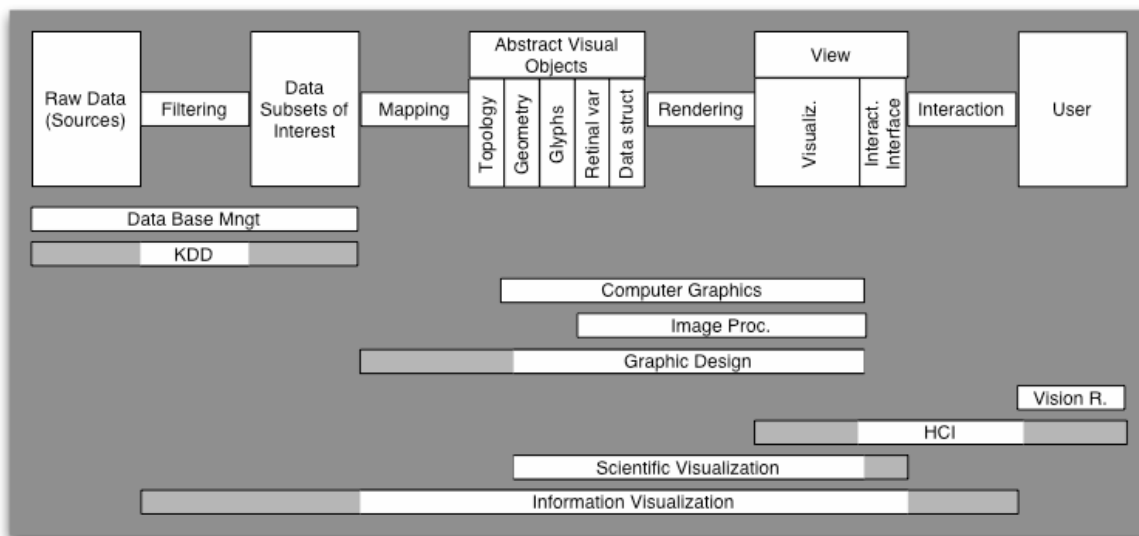 Raw Data
(Sources)
Filtering
Data
Subsets of
Interest
Mapping
Abstract Visual
Objects
Topology
Geometry
Glyphs
Retinal var
Data struct
Rendering
View
Visualiz.
Interact.
Interface
Interaction
User
Data Base Mngt
KDD
Computer Graphics
Image Proc.
Graphic Design
Vision R.
HCI
Scientific Visualization
Information Visualization